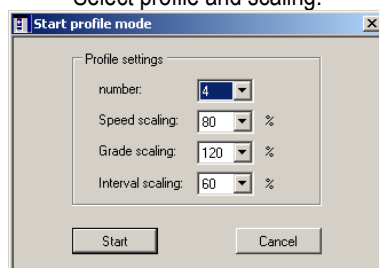 Select profile and scaling:
Start profile mode
Profile settings
number: 4
Speed scaling: 80 %
Grade scaling: 120 %
Interval scaling: 60 %
Start Cancel